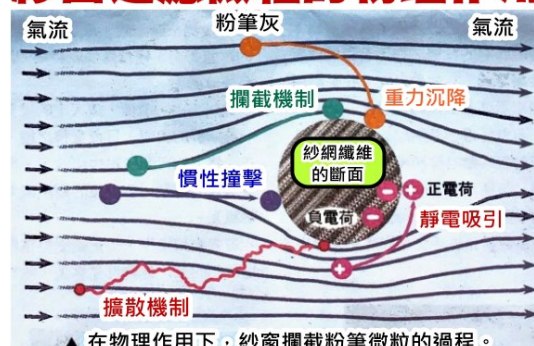 氣流
粉筆灰
氣流
攔截機制
重力沉降
紗網纖維
的斷面
慣性撞擊
正電荷
負電荷
靜電吸引
擴散機制
▲在物理作用下，紗窗攔截粉筆微粒的過程。